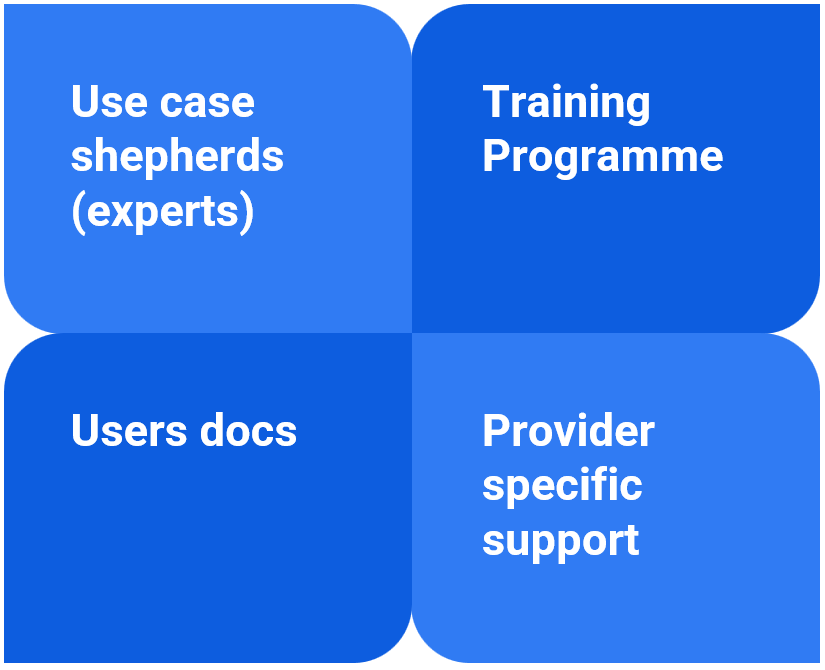 Use case
shepherds
(experts)
Training
Programme
Users docs
Provider
specific
support